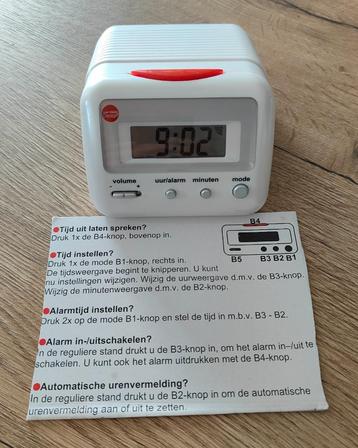 9:02
volume
uur/alarm
minuten
mode
Tijd uit laten spreken?
Druk 1x de B4-knop, bovenop in.
Tijd instellen?
Druk 1x de mode B1-knop, rechts in.
De tijdsweergave begint te knipperen. U kunt
nu instellingen wijzigen. Wijzig de uurweergave d.m.v. de B3-knop.
Wijzig de minutenweergave d.m.v. de B2-knop.
B4
B5 B3 B2 B1
Alarmtijd instellen?
Druk 2x op de mode B1-knop en stel de tijd in m.b.v. B3 - B2.
Alarm in-/uitschakelen?
In de reguliere stand drukt u de B3-knop in, om het alarm in-/uit te
schakelen. U kunt ook het alarm uitdrukken met de B4-knop.
Automatische urenvermelding?
In de reguliere stand drukt u de B2-knop in om de automatische
urenvermelding aan of uit te zetten.